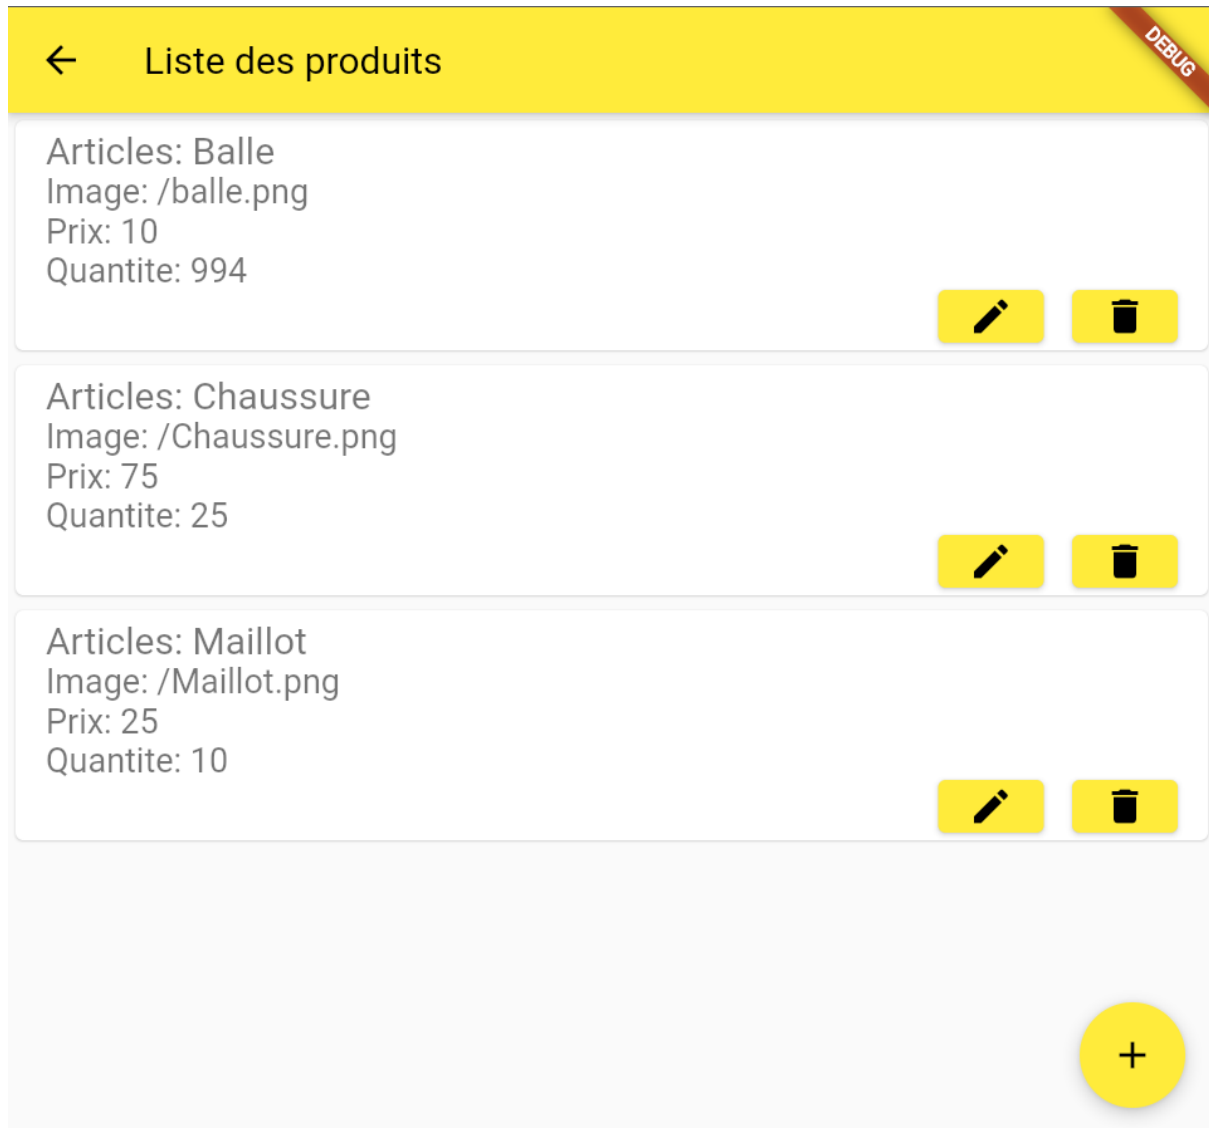 Liste des produits
DEBUG
Articles: Balle
Image: /balle.png
Prix: 10
Quantite: 994
Articles: Chaussure
Image: /Chaussure.png
Prix: 75
Quantite: 25
Articles: Maillot
Image: /Maillot.png
Prix: 25
Quantite: 10